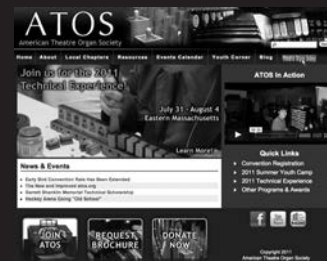 ATOS
American Theatre Organ Society
Home About Local Chapters Resources Events Calendar Youth Corner Blog
Join us for the 2011
Technical Experience!
July 31 - August 4
Eastern Massachusetts
Learn More!
ATOS In Action
News & Events
Early Bird Convention Rate Has Been Extended
The New and Improved atos.org
Garrett Shanklin Memorial Technical Scholarship
Hockey Arena Going "Old School"
Quick Links
Convention Registration
2011 Summer Youth Camp
2011 Technical Experience
Other Programs & Awards
JOIN
ATOS
REQUEST
BROCHURE
DONATE
NOW
Copyright 2011
American Theatre Organ Society